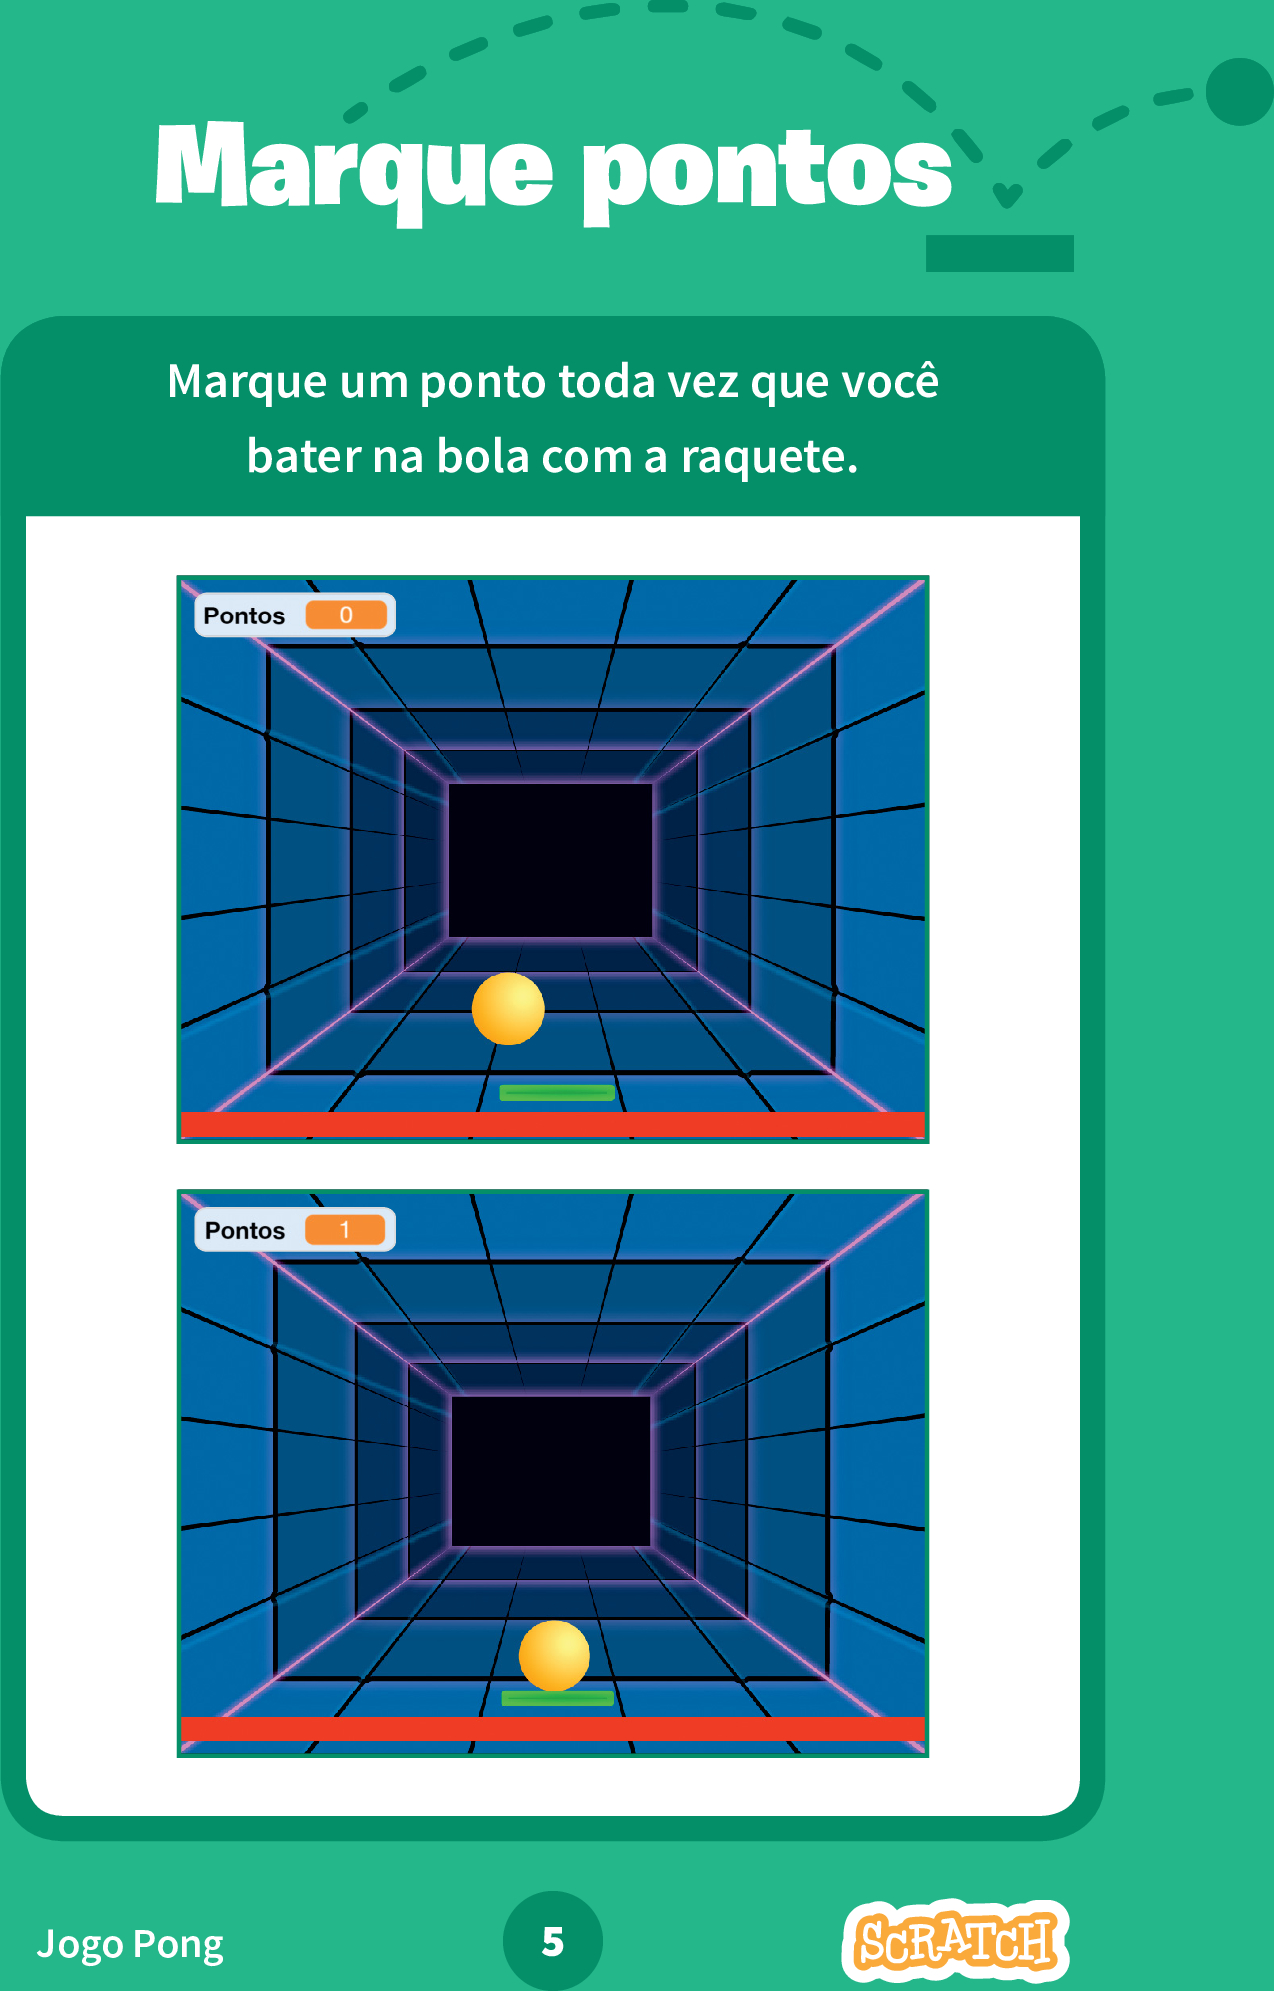 Marque pontos
Marque um ponto toda vez que você
bater na bola com a raquete.
Pontos 0
Pontos 1
Jogo Pong
5
SCRATCH